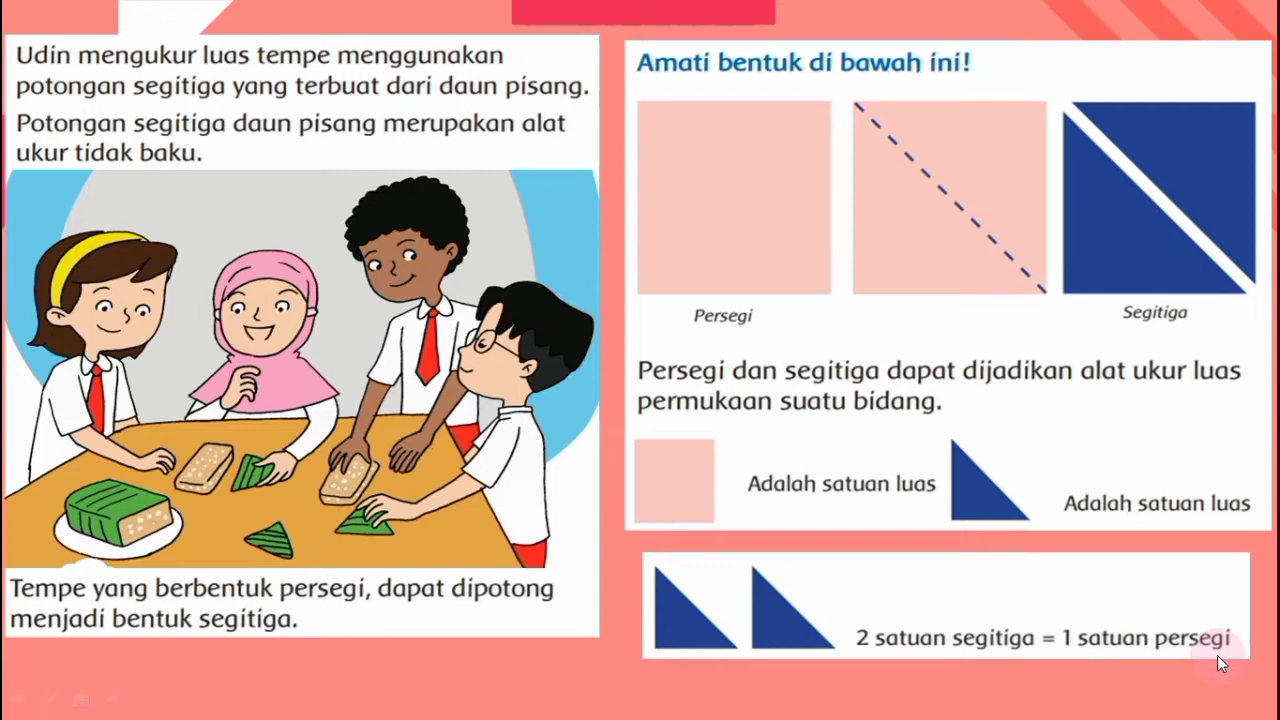 Udin mengukur luas tempe menggunakan
potongan segitiga yang terbuat dari daun pisang.
Potongan segitiga daun pisang merupakan alat
ukur tidak baku.
Tempe yang berbentuk persegi, dapat dipotong
menjadi bentuk segitiga.
Amati bentuk di bawah ini!
Persegi
Segitiga
Persegi dan segitiga dapat dijadikan alat ukur luas
permukaan suatu bidang.
Adalah satuan luas
Adalah satuan luas
2 satuan segitiga = 1 satuan persegi